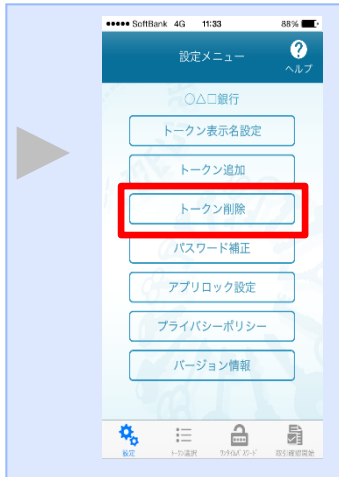 SoftBank 4G 11:33 88%
設定メニュー
?
ヘルプ
○△□銀行
トークン表示名設定
トークン追加
トークン削除
パスワード補正
アプリロック設定
プライバシーポリシー
バージョン情報
設定 トークン選択 ワンタイムパスワード 取引確認開始